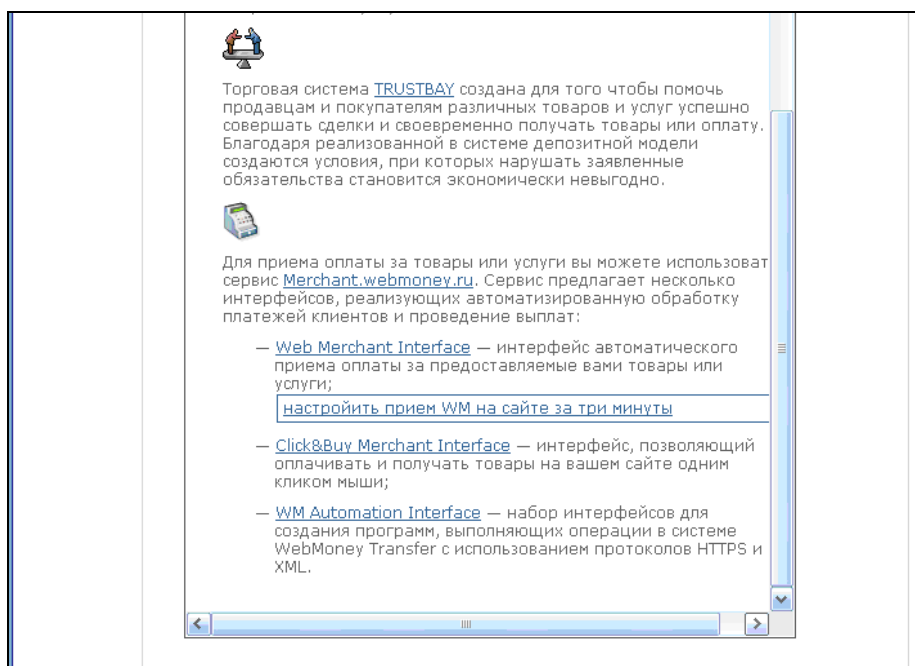 Торговая система TRUSTBAY создана для того чтобы помочь
продавцам и покупателям различных товаров и услуг успешно
совершать сделки и своевременно получать товары или оплату.
Благодаря реализованной в системе депозитной модели
создаются условия, при которых нарушать заявленные
обязательства становится экономически невыгодно.
Для приема оплаты за товары или услуги вы можете использоват
сервис Merchant.webmoney.ru. Сервис предлагает несколько
интерфейсов, реализующих автоматизированную обработку
платежей клиентов и проведение выплат:
— Web Merchant Interface — интерфейс автоматического
приема оплаты за предоставляемые вами товары или
услуги;
настроить прием WM на сайте за три минуты
— Click&Buy Merchant Interface — интерфейс, позволяющий
оплачивать и получать товары на вашем сайте одним
кликом мыши;
— WM Automation Interface — набор интерфейсов для
создания программ, выполняющих операции в системе
WebMoney Transfer с использованием протоколов HTTPS и
XML.